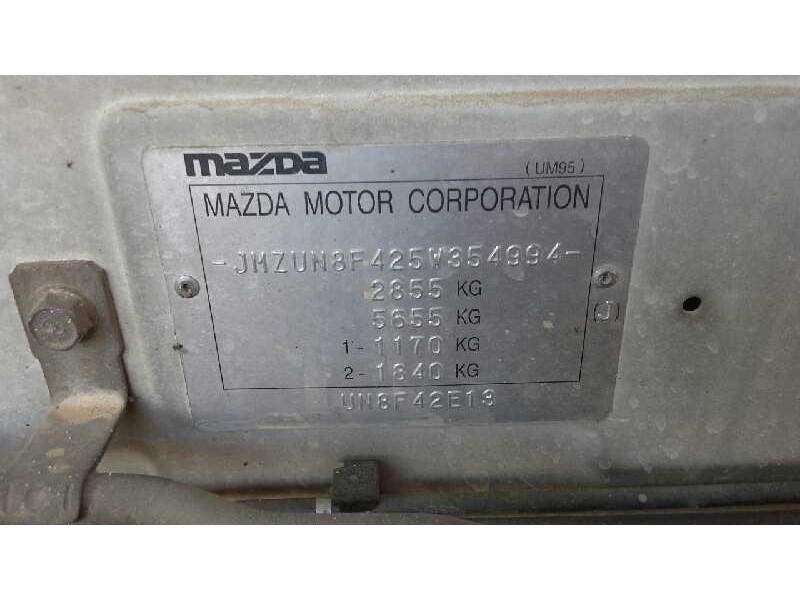 mazda (UM95)
MAZDA MOTOR CORPORATION
-JMZUN8F425W354994-
2855 KG
5655 KG (J)
1-1170 KG
2-1840 KG
UN8F42E13